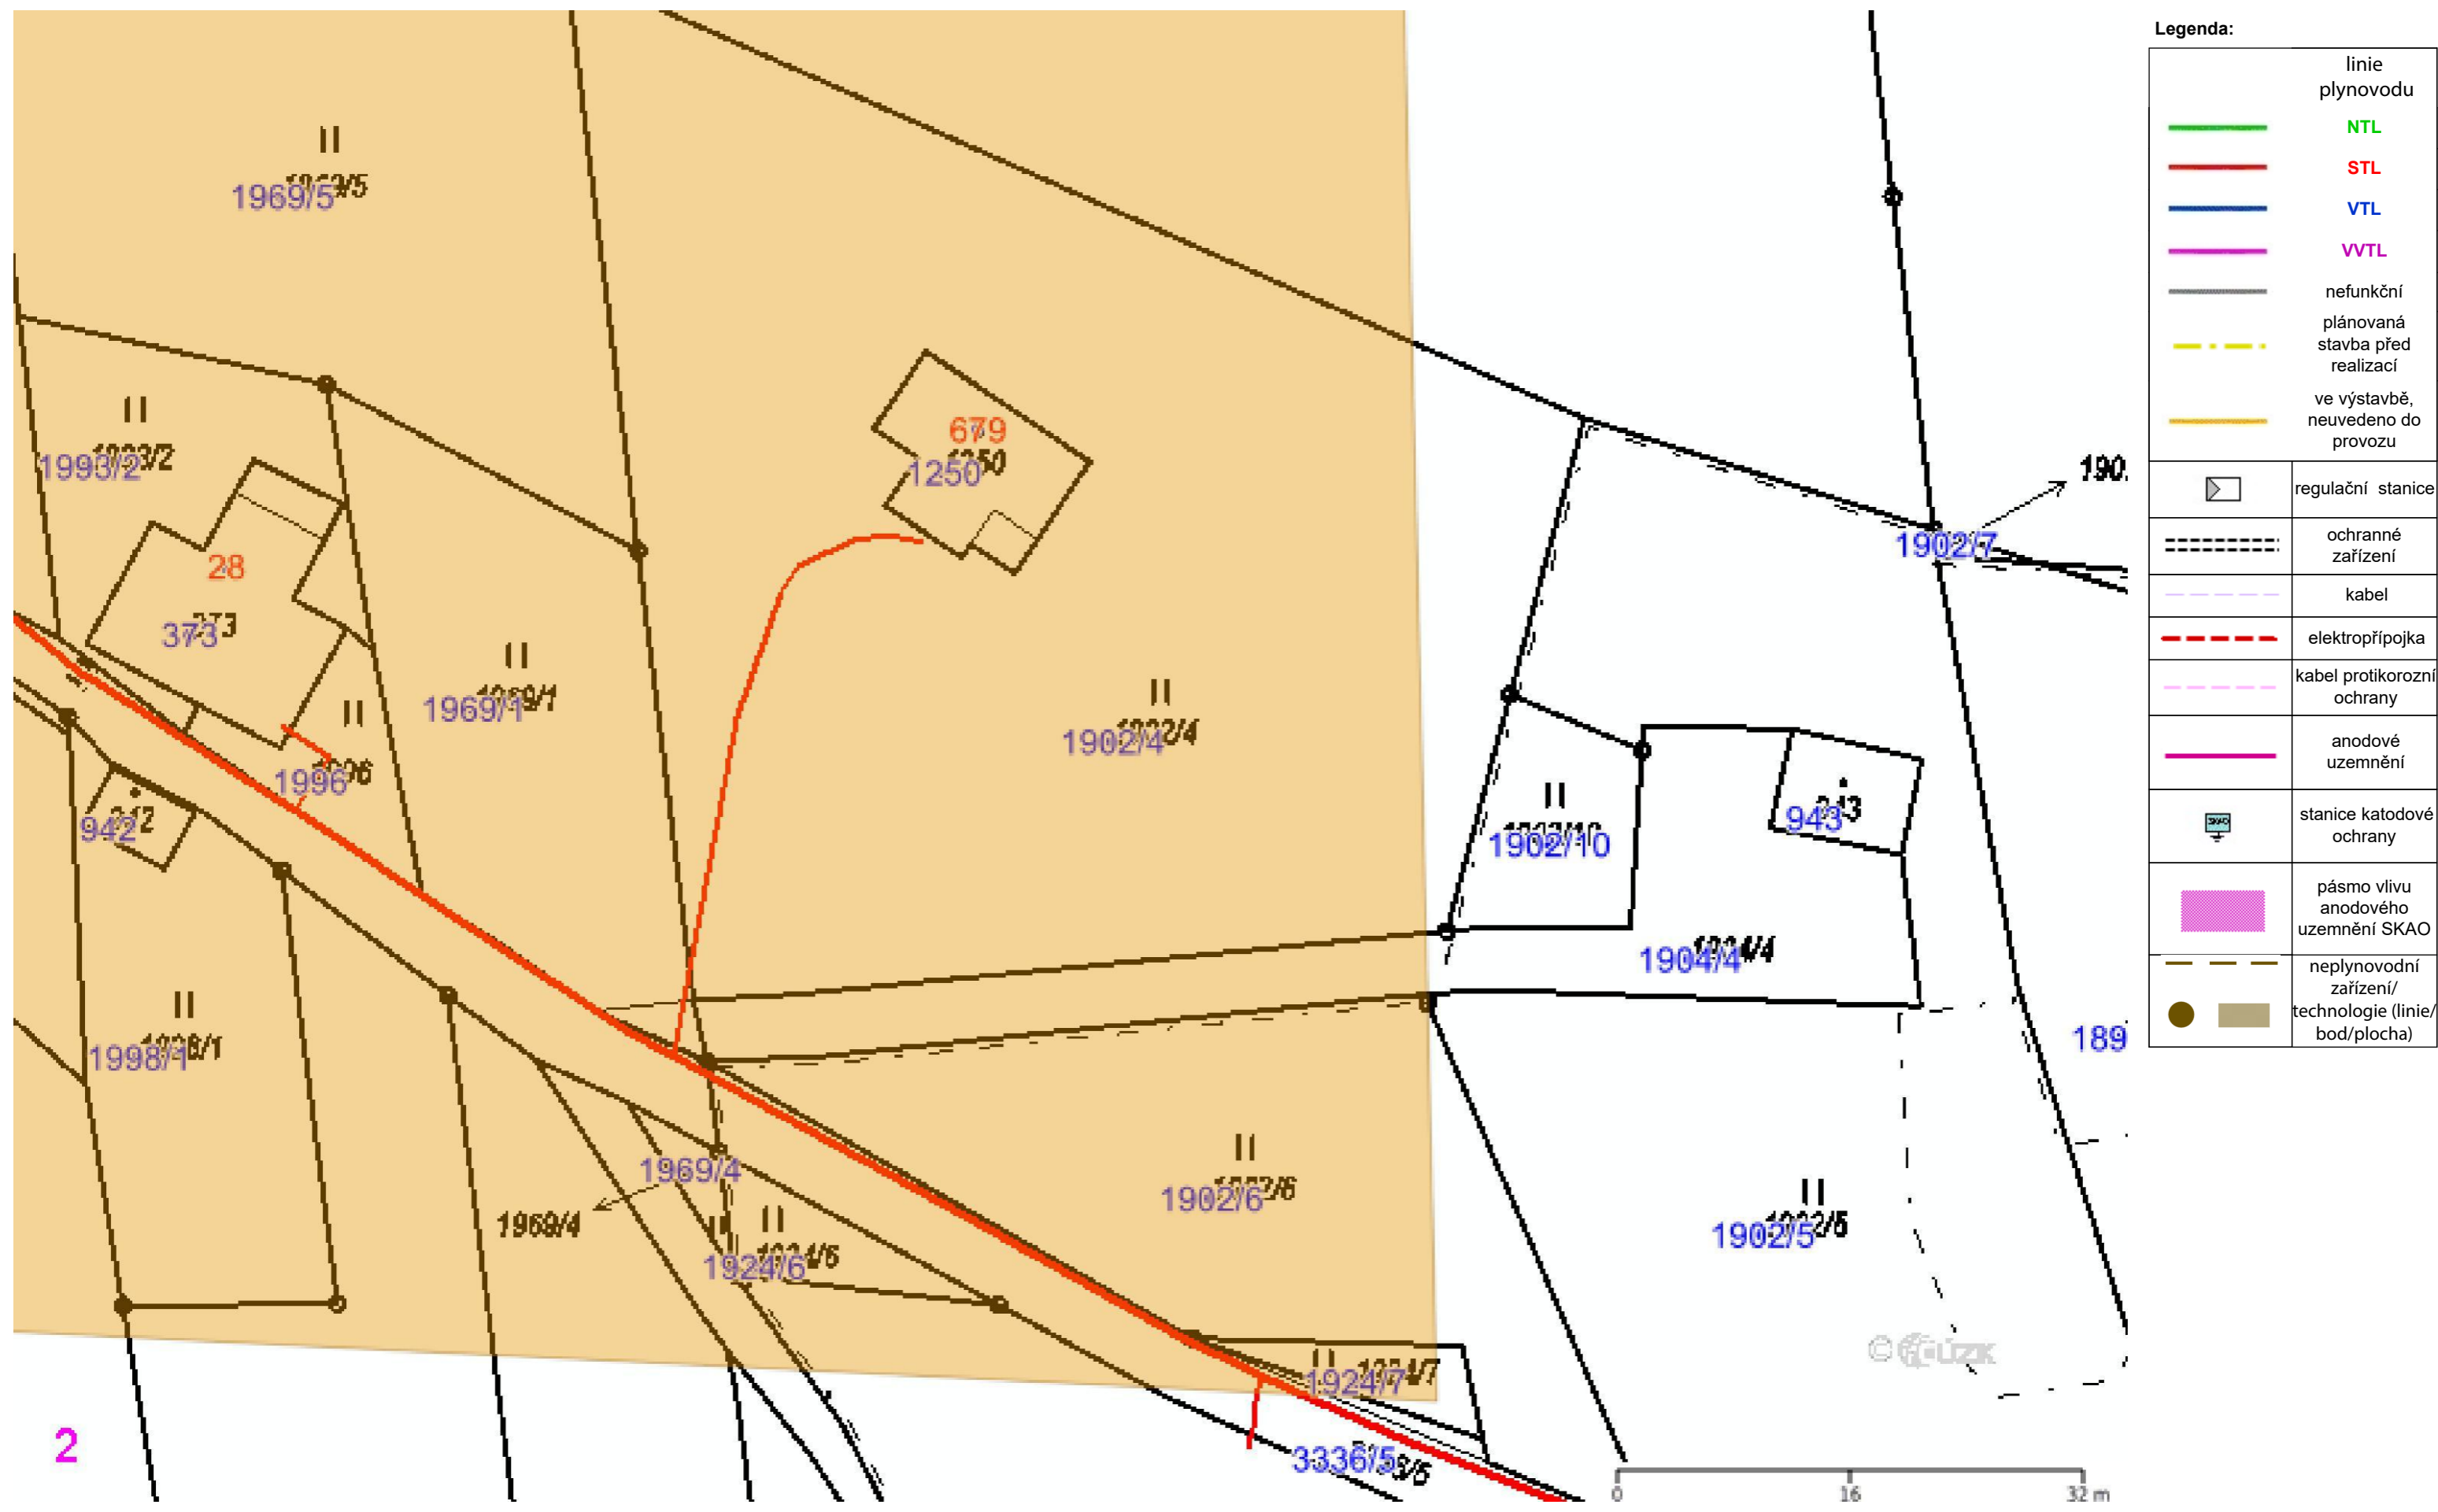 Legenda:
linie
plynovodu
NTL
STL
VTL
VVTL
nefunkční
plánovaná
stavba před
realizací
ve výstavbě,
neuvedeno do
provozu
regulační stanice
ochranné
zařízení
kabel
elektropřípojka
kabel protikorozní
ochrany
anodové
uzemnění
SKAO
stanice katodové
ochrany
pásmo vlivu
anodového
uzemnění SKAO
neplynovodní
zařízení/
technologie (linie/
bod/plocha)
1969/5
1993/2
28
373
1969/1
1996
942
1998/1
679
1250
1902/4
190
1902/7
1902/10
943
1904/4
189
1969/4
1969/4
1924/6
1902/6
1902/5
1924/7
3336/5
2
© ČÚZK
0 16 32 m